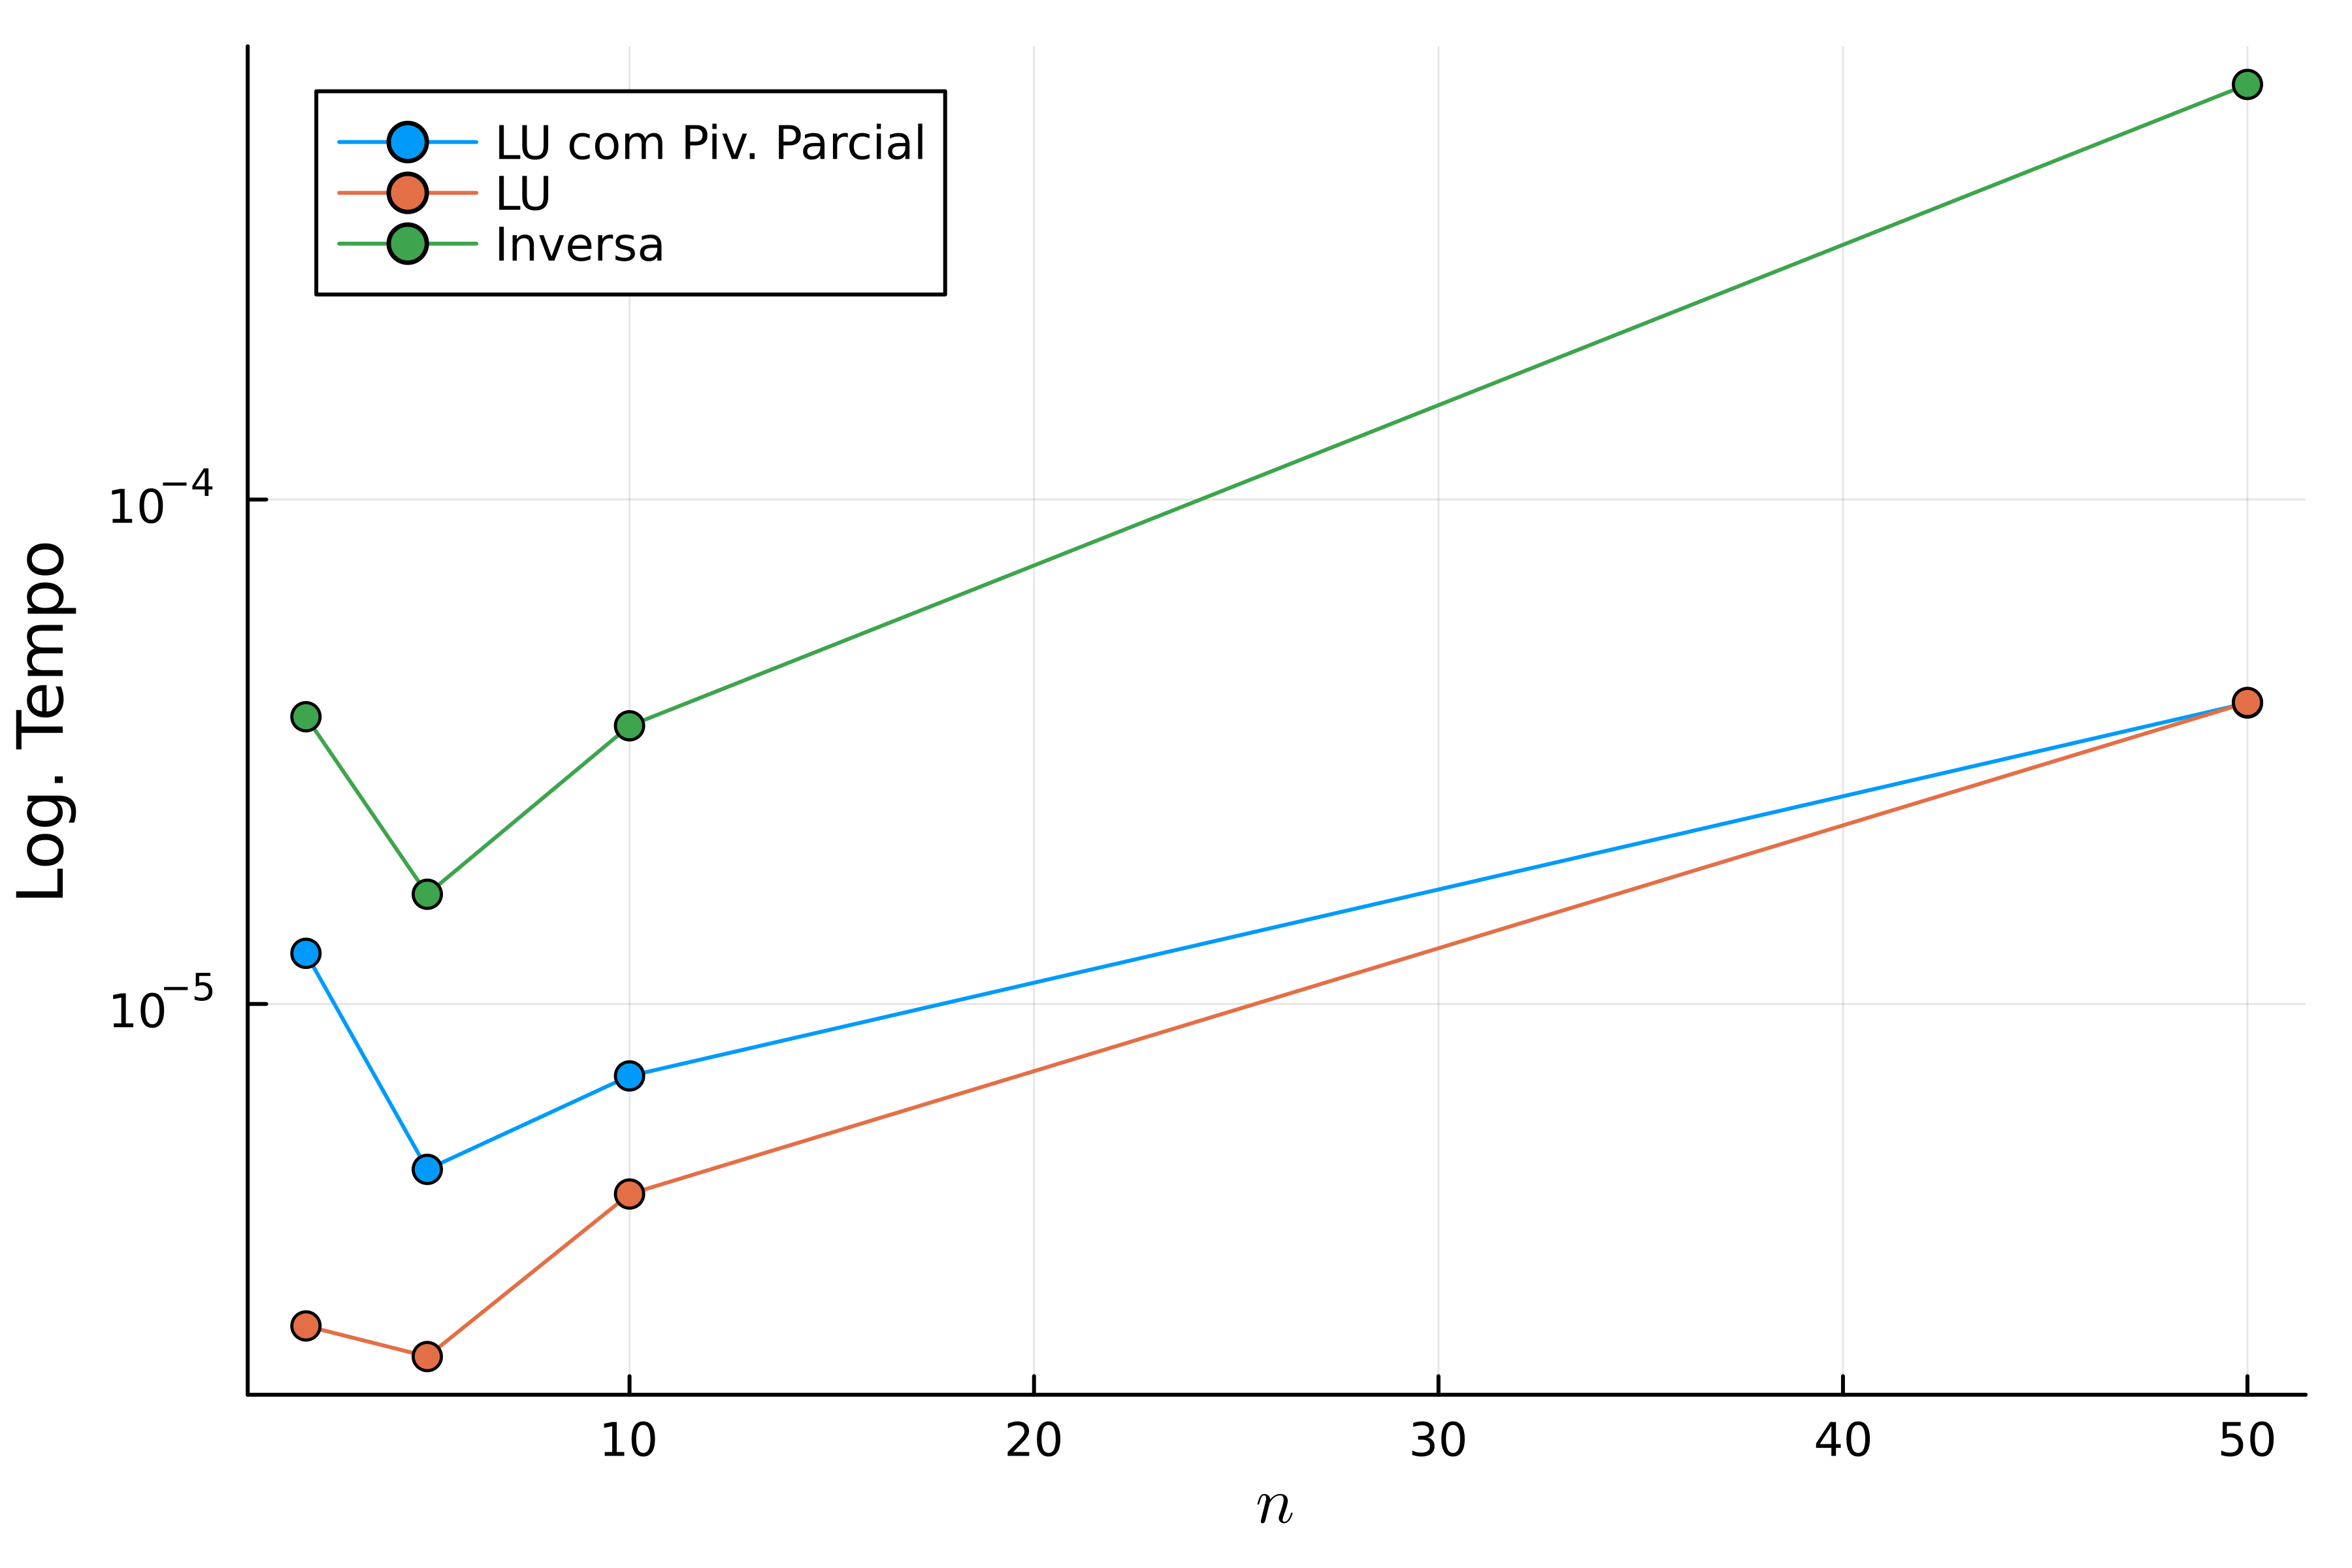 LU com Piv. Parcial
LU
Inversa
Log. Tempo
10⁻⁴
10⁻⁵
10 20 30 40 50
n